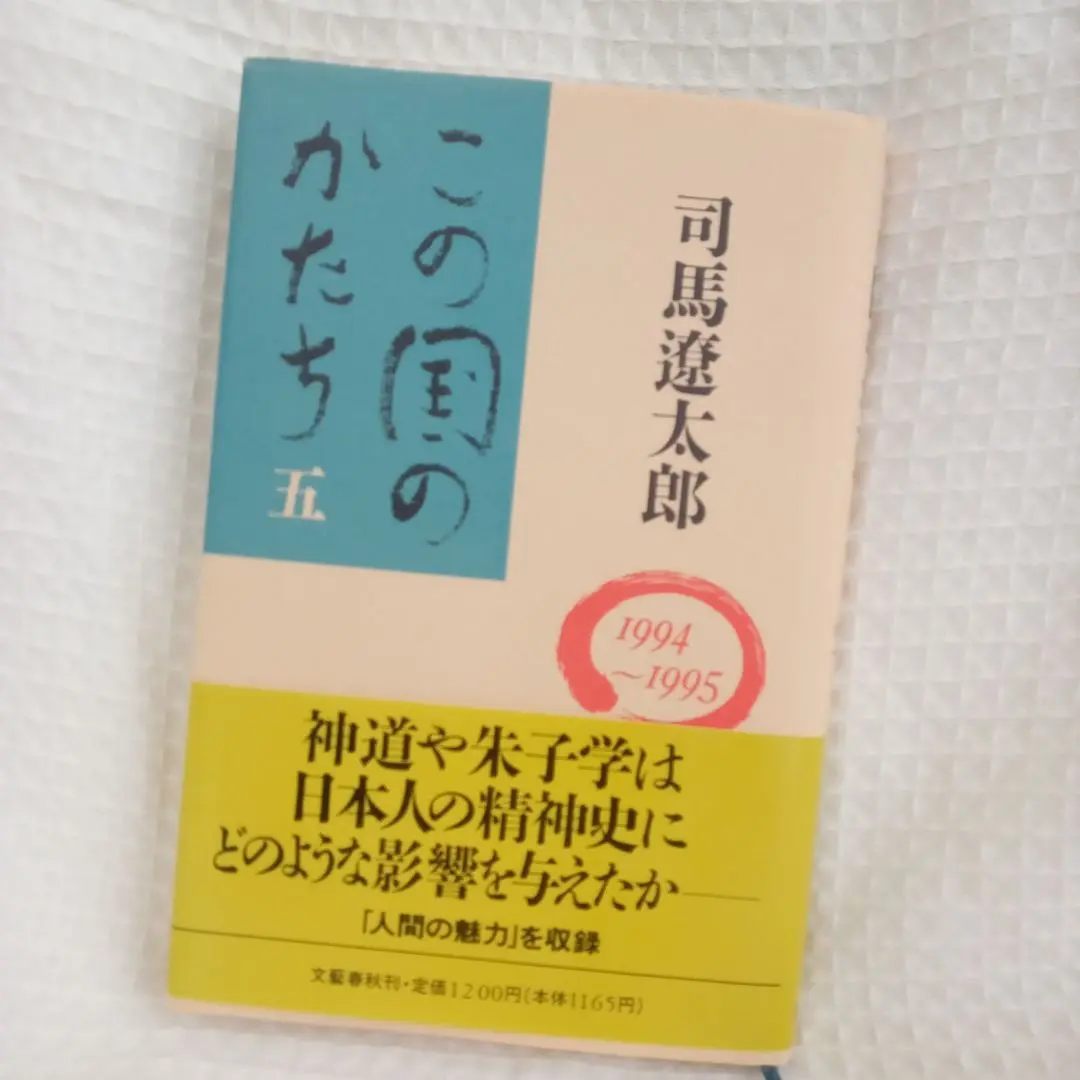 この国の
かたち
五
司馬遼太郎
1994
~1995
神道や朱子学は
日本人の精神史に
どのような影響を与えたか——
「人間の魅力」を収録
文藝春秋刊・定価1200円(本体1165円)